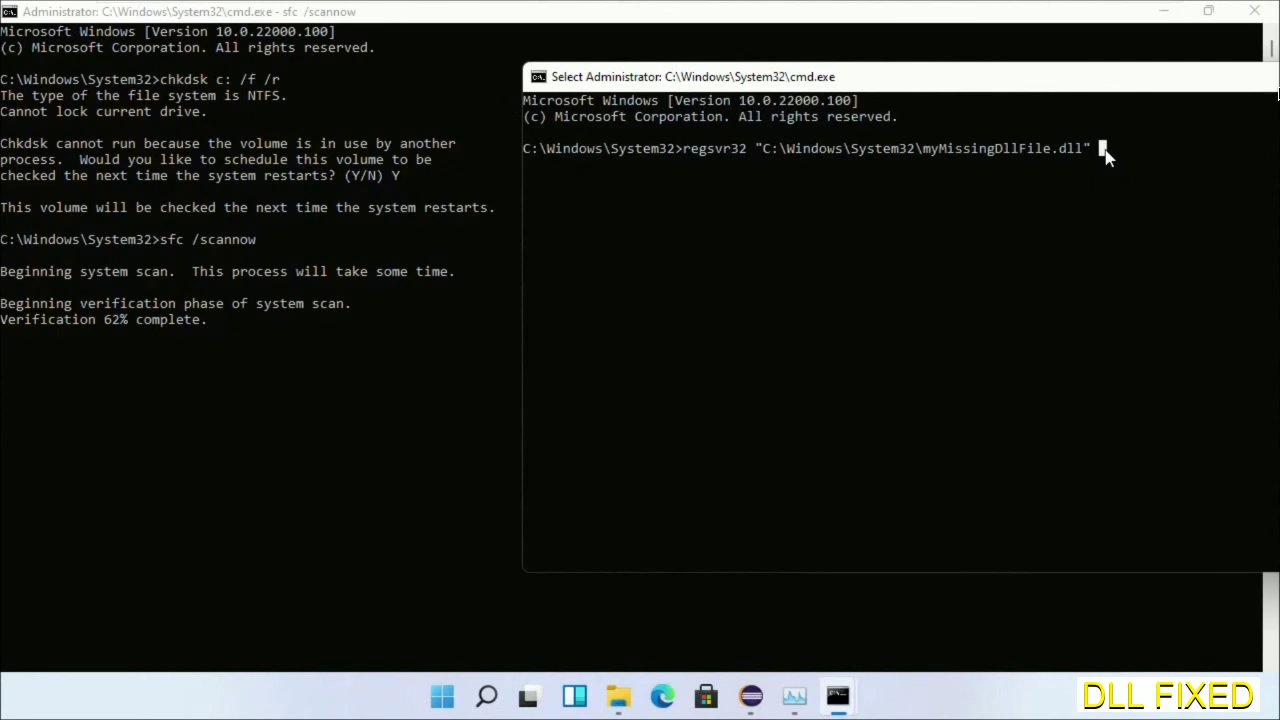 Administrator: C:\Windows\System32\cmd.exe - sfc /scannow
Microsoft Windows [Version 10.0.22000.100]
(c) Microsoft Corporation. All rights reserved.
C:\Windows\System32>chkdsk c: /f /r
The type of the file system is NTFS.
Cannot lock current drive.
Chkdsk cannot run because the volume is in use by another
process.  Would you like to schedule this volume to be
checked the next time the system restarts? (Y/N) Y
This volume will be checked the next time the system restarts.
C:\Windows\System32>sfc /scannow
Beginning system scan.  This process will take some time.
Beginning verification phase of system scan.
Verification 62% complete.
Select Administrator: C:\Windows\System32\cmd.exe
Microsoft Windows [Version 10.0.22000.100]
(c) Microsoft Corporation. All rights reserved.
C:\Windows\System32>regsvr32 "C:\Windows\System32\myMissingDllFile.dll"
DLL FIXED